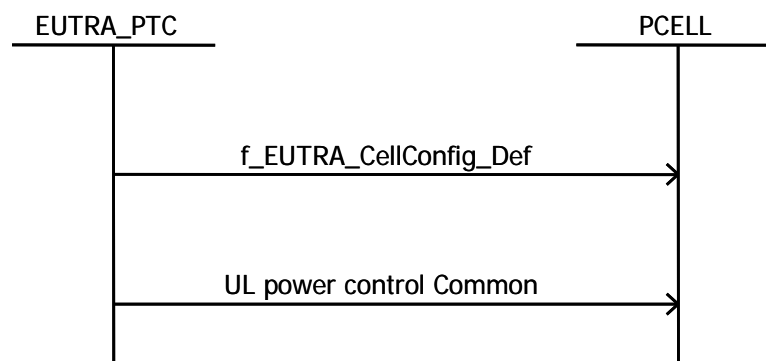 EUTRA_PTC PCELL
f_EUTRA_CellConfig_Def
UL power control Common